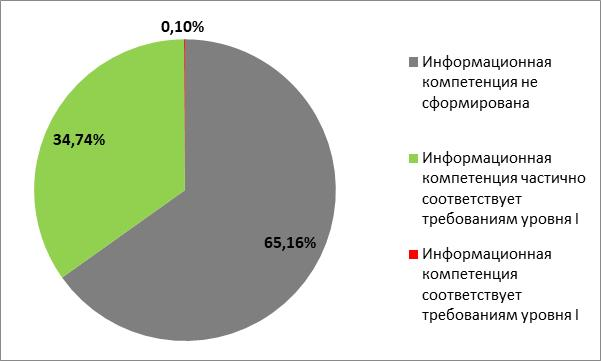 0,10%
34,74%
65,16%
Информационная
компетенция не
сформирована
Информационная
компетенция частично
соответствует
требованиям уровня I
Информационная
компетенция
соответствует
требованиям уровня I